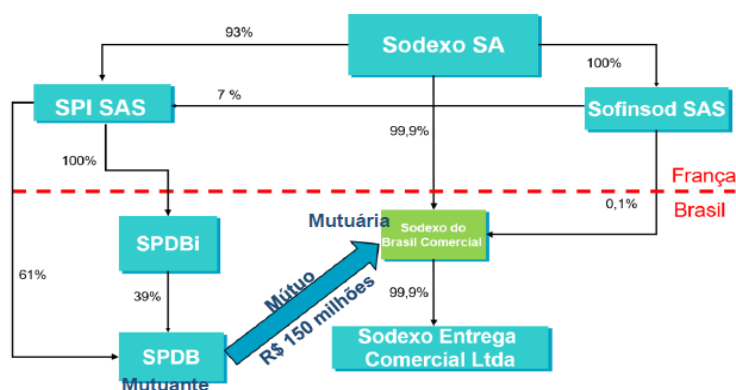 93%
Sodexo SA
100%
SPI SAS
7 %
Sofinsod SAS
99,9%
100%
França
Brasil
Mutuária
Sodexo do
Brasil Comercial
0,1%
SPDBi
61%
39%
Mútuo
R$ 150 milhões
99,9%
SPDB
Mutuante
Sodexo Entrega
Comercial Ltda